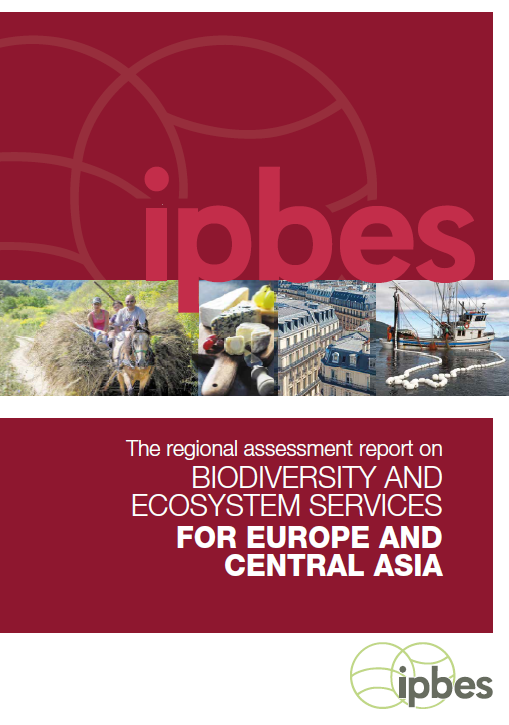 ipbes
The regional assessment report on
BIODIVERSITY AND
ECOSYSTEM SERVICES
FOR EUROPE AND
CENTRAL ASIA
ipbes